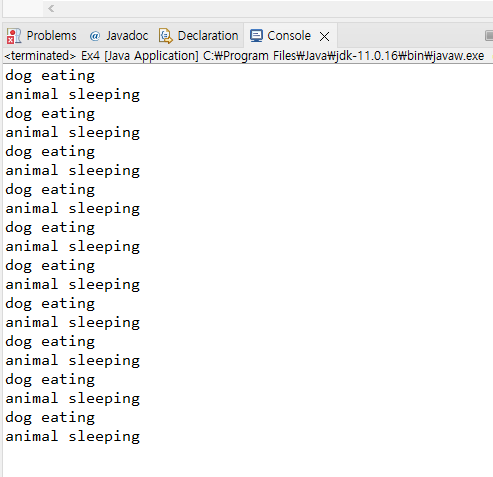 Problems @ Javadoc Declaration Console
<terminated> Ex4 [Java Application] C:₩Program Files₩Java₩jdk-11.0.16₩bin₩javaw.exe
dog eating
animal sleeping
dog eating
animal sleeping
dog eating
animal sleeping
dog eating
animal sleeping
dog eating
animal sleeping
dog eating
animal sleeping
dog eating
animal sleeping
dog eating
animal sleeping
dog eating
animal sleeping
dog eating
animal sleeping